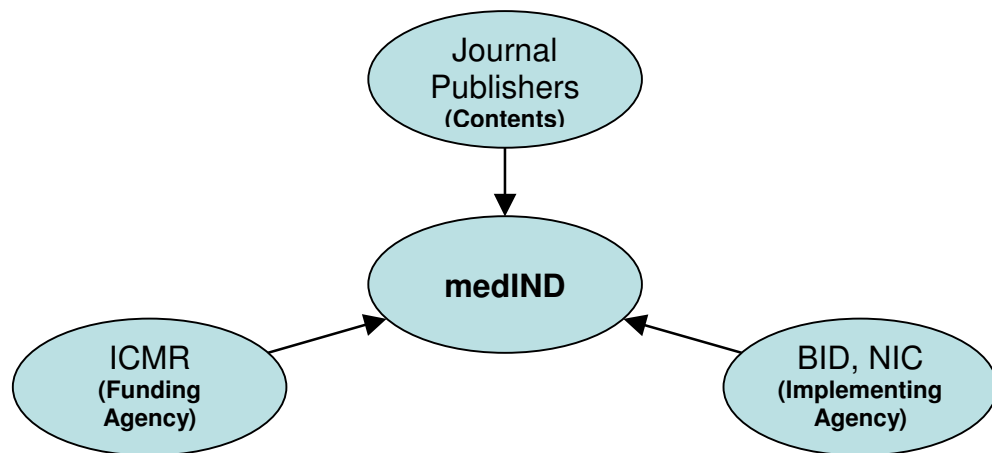 Journal
Publishers
(Contents)
medIND
ICMR
(Funding
Agency)
BID, NIC
(Implementing
Agency)